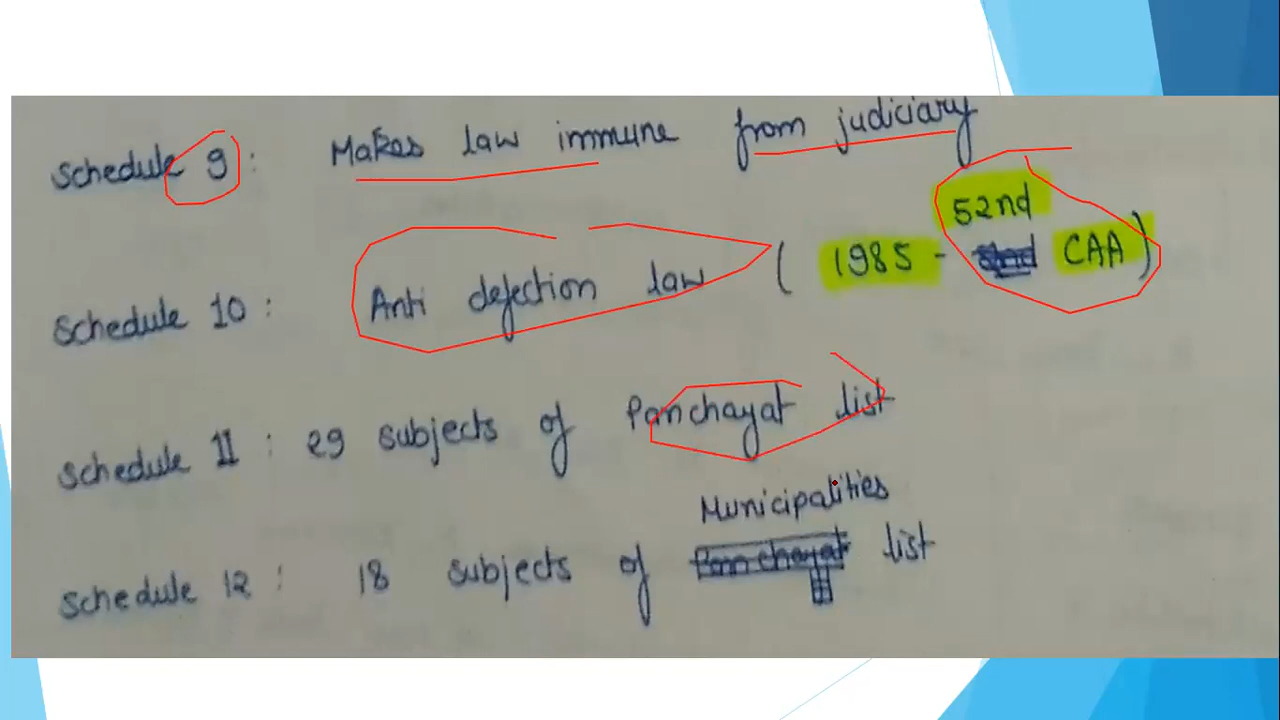 Schedule 9 : Makes law immune from judiciary
52nd
Schedule 10 : Anti defection law ( 1985 - CAA )
Schedule 11 : 29 subjects of Panchayat list
Municipalities
Schedule 12 : 18 subjects of Panchayat list